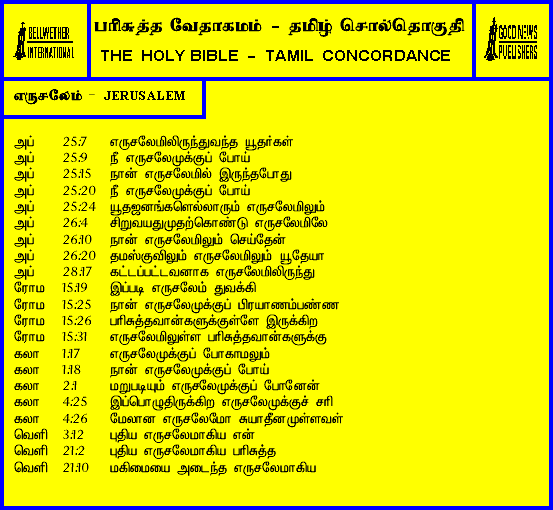 BELLWETHER
INTERNATIONAL
பரிசுத்த வேதாகமம் - தமிழ் சொல்தொகுதி
THE HOLY BIBLE - TAMIL CONCORDANCE
GOOD NEWS
PUBLISHERS
எருசலேம் - JERUSALEM
அப் 25:7 எருசலேமிலிருந்துவந்த யூதர்கள்
அப் 25:9 நீ எருசலேமுக்குப் போய்
அப் 25:15 நான் எருசலேமில் இருந்தபோது
அப் 25:20 நீ எருசலேமுக்குப் போய்
அப் 25:24 யூதஜனங்களெல்லாரும் எருசலேமிலும்
அப் 26:4 சிறுவயதுமுதற்கொண்டு எருசலேமிலே
அப் 26:10 நான் எருசலேமிலும் செய்தேன்
அப் 26:20 தமஸ்குவிலும் எருசலேமிலும் யூதேயா
அப் 28:17 கட்டப்பட்டவனாக எருசலேமிலிருந்து
ரோம 15:19 இப்படி எருசலேம் துவக்கி
ரோம 15:25 நான் எருசலேமுக்குப் பிரயாணம்பண்ண
ரோம 15:26 பரிசுத்தவான்களுக்குள்ளே இருக்கிற
ரோம 15:31 எருசலேமிலுள்ள பரிசுத்தவான்களுக்கு
கலா 1:17 எருசலேமுக்குப் போகாமலும்
கலா 1:18 நான் எருசலேமுக்குப் போய்
கலா 2:1 மறுபடியும் எருசலேமுக்குப் போனேன்
கலா 4:25 இப்பொழுதிருக்கிற எருசலேமுக்குச் சரி
கலா 4:26 மேலான எருசலேமோ சுயாதீனமுள்ளவள்
வெளி 3:12 புதிய எருசலேமாகிய என்
வெளி 21:2 புதிய எருசலேமாகிய பரிசுத்த
வெளி 21:10 மகிமையை அடைந்த எருசலேமாகிய